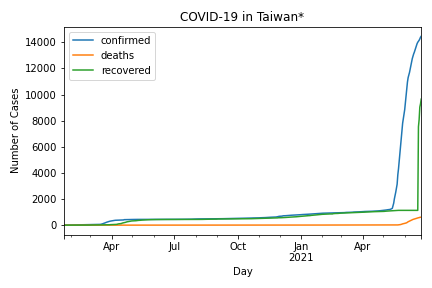 COVID-19 in Taiwan*
confirmed
deaths
recovered
Number of Cases
14000
12000
10000
8000
6000
4000
2000
0
Apr
Jul
Oct
Jan
2021
Apr
Day